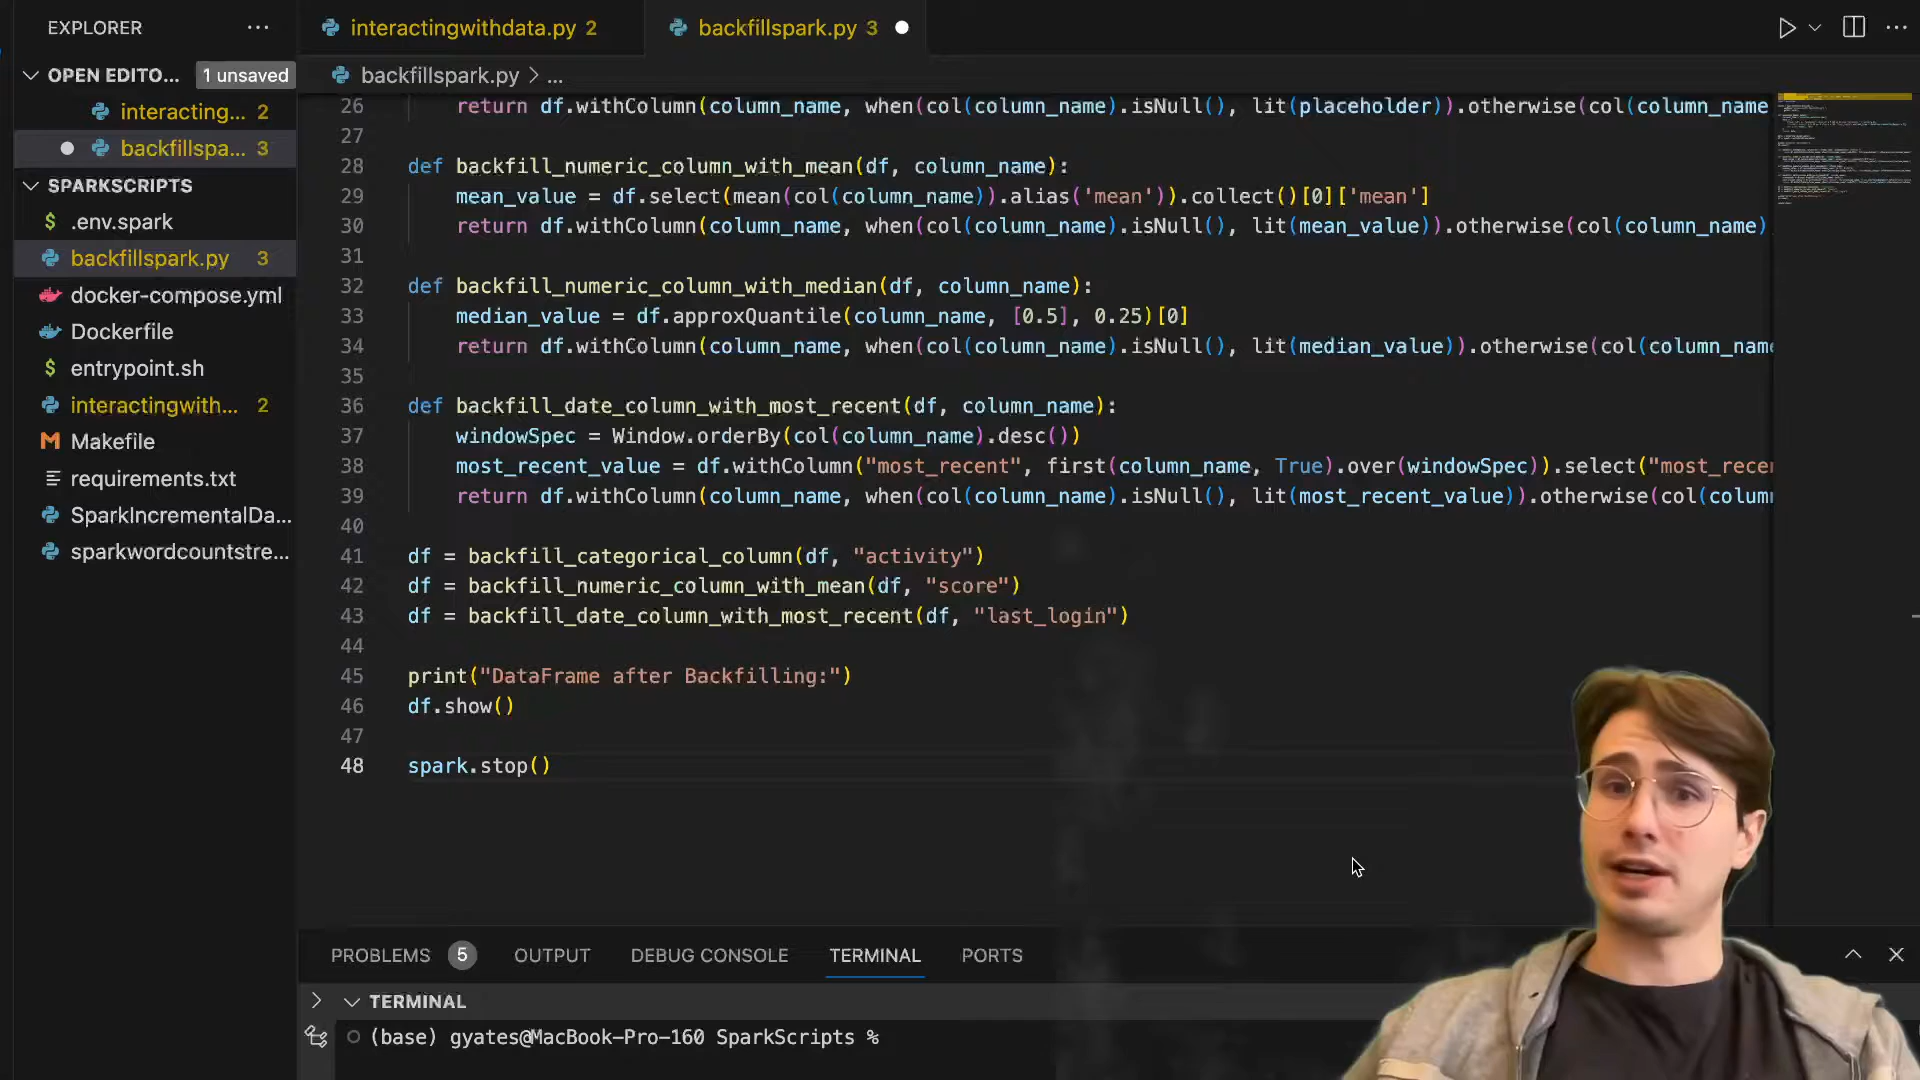 EXPLORER
OPEN EDITO... 1 unsaved
interacting... 2
backfillspa... 3
SPARKSCRIPTS
.env.spark
backfillspark.py 3
docker-compose.yml
Dockerfile
entrypoint.sh
interactingwith... 2
Makefile
requirements.txt
SparkIncrementalDa...
sparkwordcountstre...
interactingwithdata.py 2
backfillspark.py 3
backfillspark.py > ...
26 return df.withColumn(column_name, when(col(column_name).isNull(), lit(placeholder)).otherwise(col(column_name
27
28 def backfill_numeric_column_with_mean(df, column_name):
29 mean_value = df.select(mean(col(column_name)).alias('mean')).collect()[0]['mean']
30 return df.withColumn(column_name, when(col(column_name).isNull(), lit(mean_value)).otherwise(col(column_name)
31
32 def backfill_numeric_column_with_median(df, column_name):
33 median_value = df.approxQuantile(column_name, [0.5], 0.25)[0]
34 return df.withColumn(column_name, when(col(column_name).isNull(), lit(median_value)).otherwise(col(column_name
35
36 def backfill_date_column_with_most_recent(df, column_name):
37 windowSpec = Window.orderBy(col(column_name).desc())
38 most_recent_value = df.withColumn("most_recent", first(column_name, True).over(windowSpec)).select("most_recen
39 return df.withColumn(column_name, when(col(column_name).isNull(), lit(most_recent_value)).otherwise(col(colum
40
41 df = backfill_categorical_column(df, "activity")
42 df = backfill_numeric_column_with_mean(df, "score")
43 df = backfill_date_column_with_most_recent(df, "last_login")
44
45 print("DataFrame after Backfilling:")
46 df.show()
47
48 spark.stop()
PROBLEMS 5 OUTPUT DEBUG CONSOLE TERMINAL PORTS
TERMINAL
(base) gyates@MacBook-Pro-160 SparkScripts %